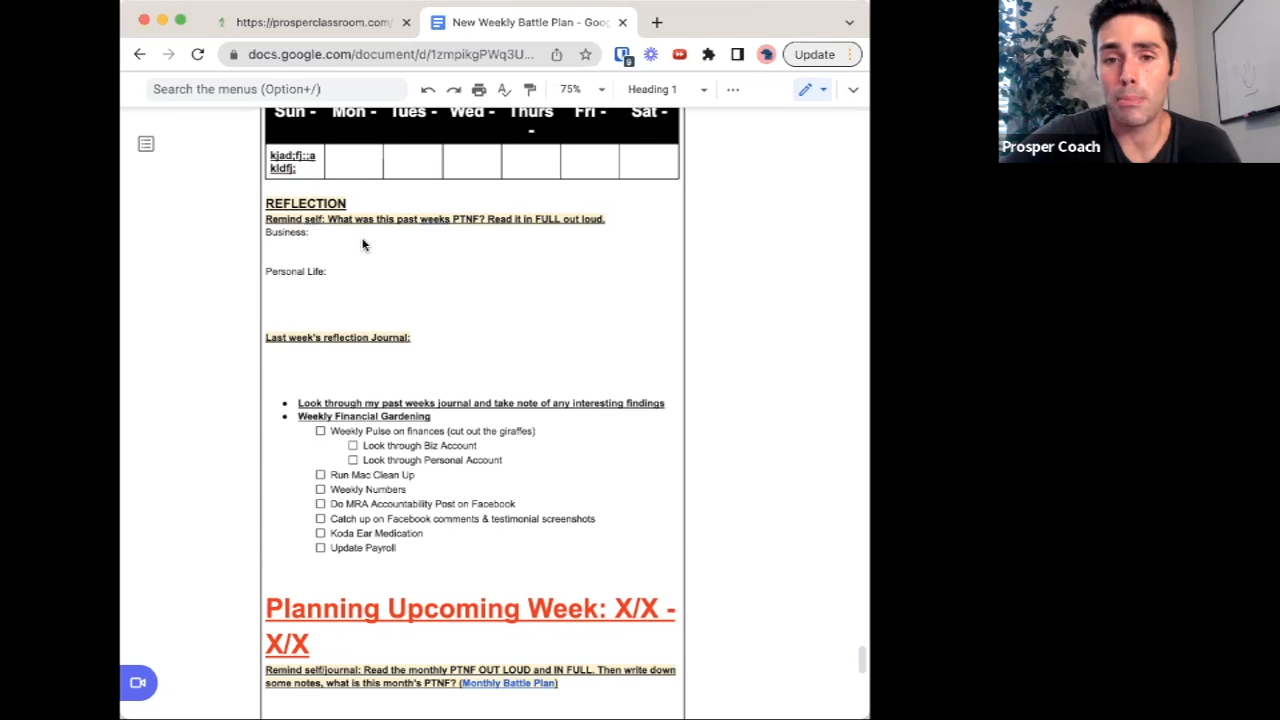 https://prosperclassroom.com/
New Weekly Battle Plan - Goo
docs.google.com/document/d/1zmpikgPWq3U...
9
Update
Search the menus (Option+/)
75%
Heading 1
Sun -
Mon -
Tues -
Wed -
Thurs
-
Fri -
Sat -
kjad;fj;;a
kldfj;
REFLECTION
Remind self: What was this past weeks PTNF? Read it in FULL out loud.
Business:
Personal Life:
Last week's reflection Journal:
Look through my past weeks journal and take note of any interesting findings
Weekly Financial Gardening
Weekly Pulse on finances (cut out the giraffes)
Look through Biz Account
Look through Personal Account
Run Mac Clean Up
Weekly Numbers
Do MRA Accountability Post on Facebook
Catch up on Facebook comments & testimonial screenshots
Koda Ear Medication
Update Payroll
Planning Upcoming Week: X/X -
X/X
Remind self/journal: Read the monthly PTNF OUT LOUD and IN FULL. Then write down
some notes, what is this month's PTNF? (Monthly Battle Plan)
Prosper Coach